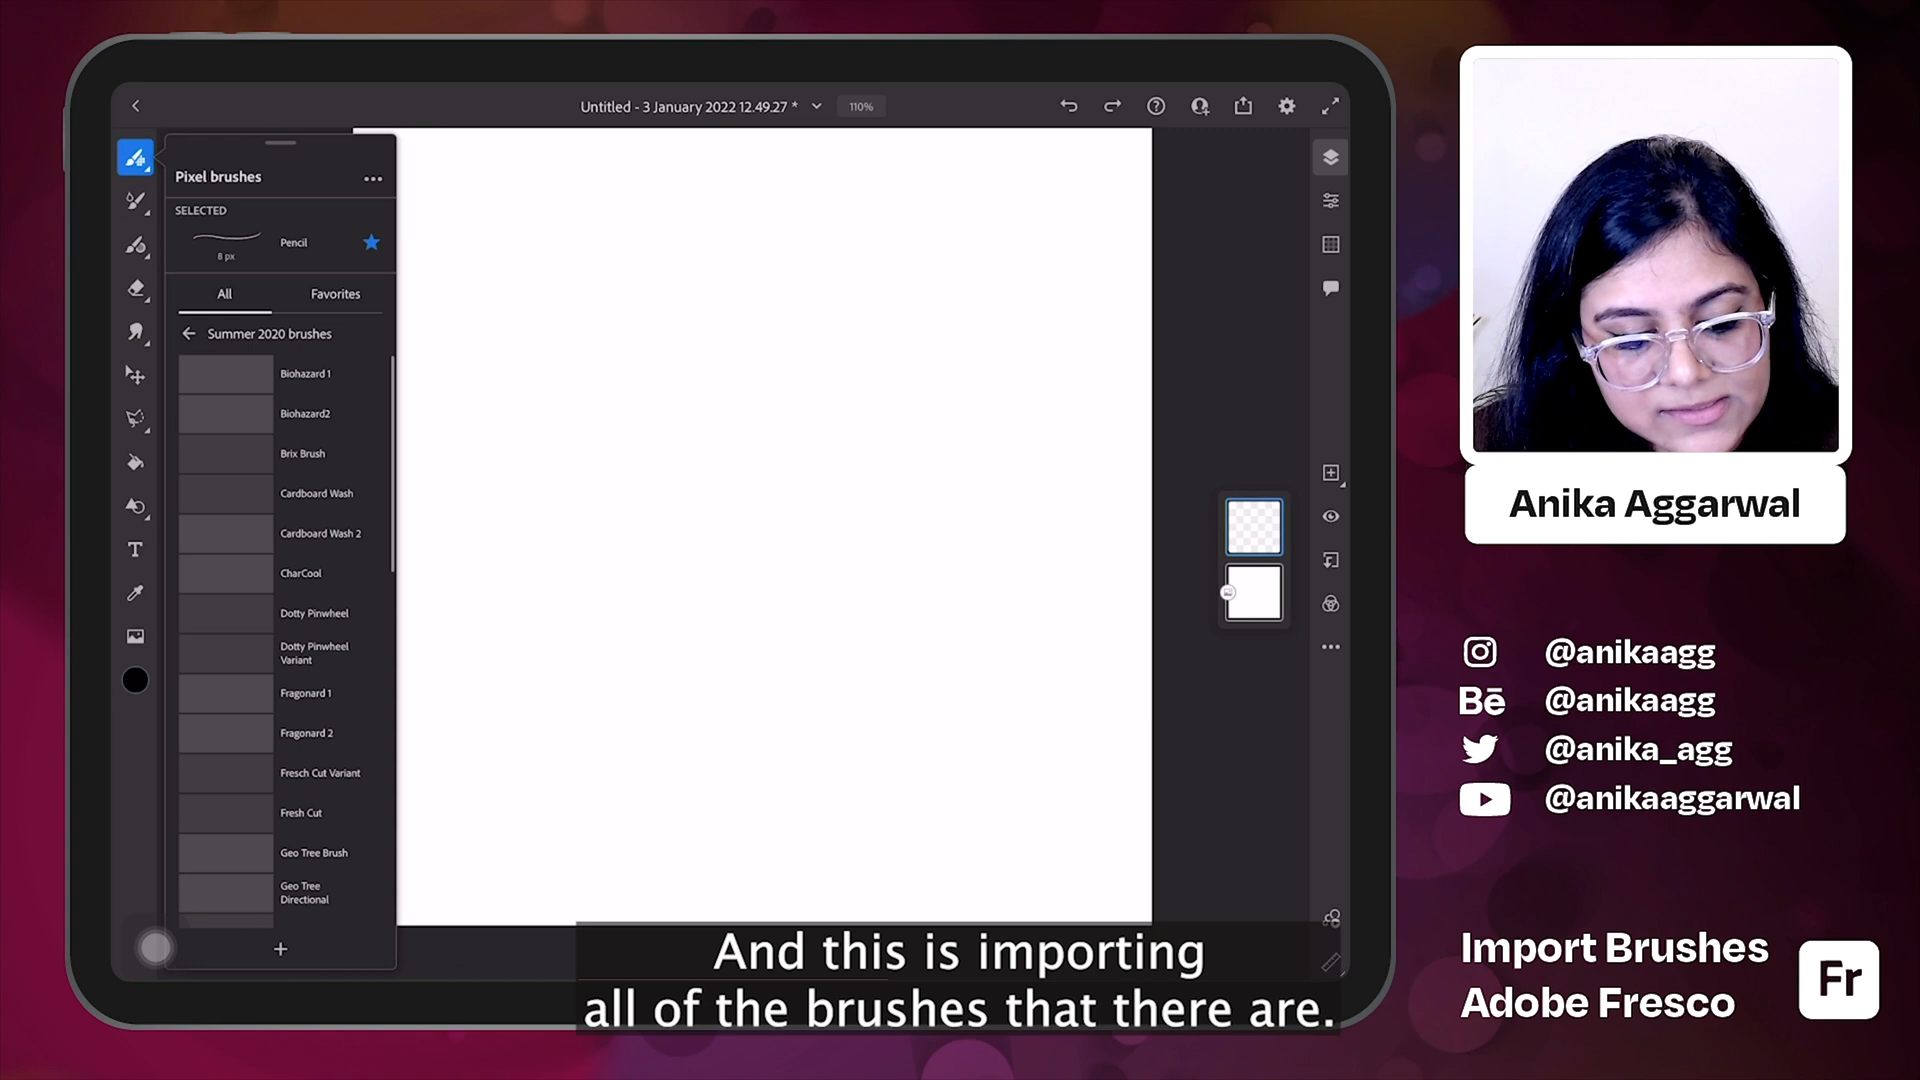 Untitled - 3 January 2022 12.49.27 *
110%
Pixel brushes
SELECTED
Pencil
8 px
All
Favorites
Summer 2020 brushes
Biohazard 1
Biohazard2
Brix Brush
Cardboard Wash
Cardboard Wash 2
CharCool
Dotty Pinwheel
Dotty Pinwheel
Variant
Fragonard 1
Fragonard 2
Fresch Cut Variant
Fresh Cut
Geo Tree Brush
Geo Tree
Directional
And this is importing
all of the brushes that there are.
Anika Aggarwal
@anikaagg
Bē @anikaagg
@anika_agg
@anikaaggarwal
Import Brushes
Adobe Fresco
Fr